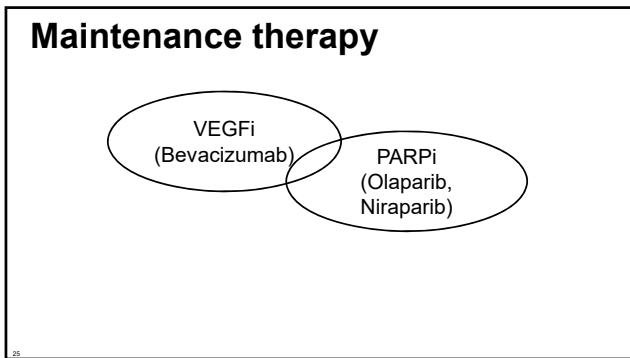 Maintenance therapy
VEGFi
(Bevacizumab)
PARPi
(Olaparib,
Niraparib)
25